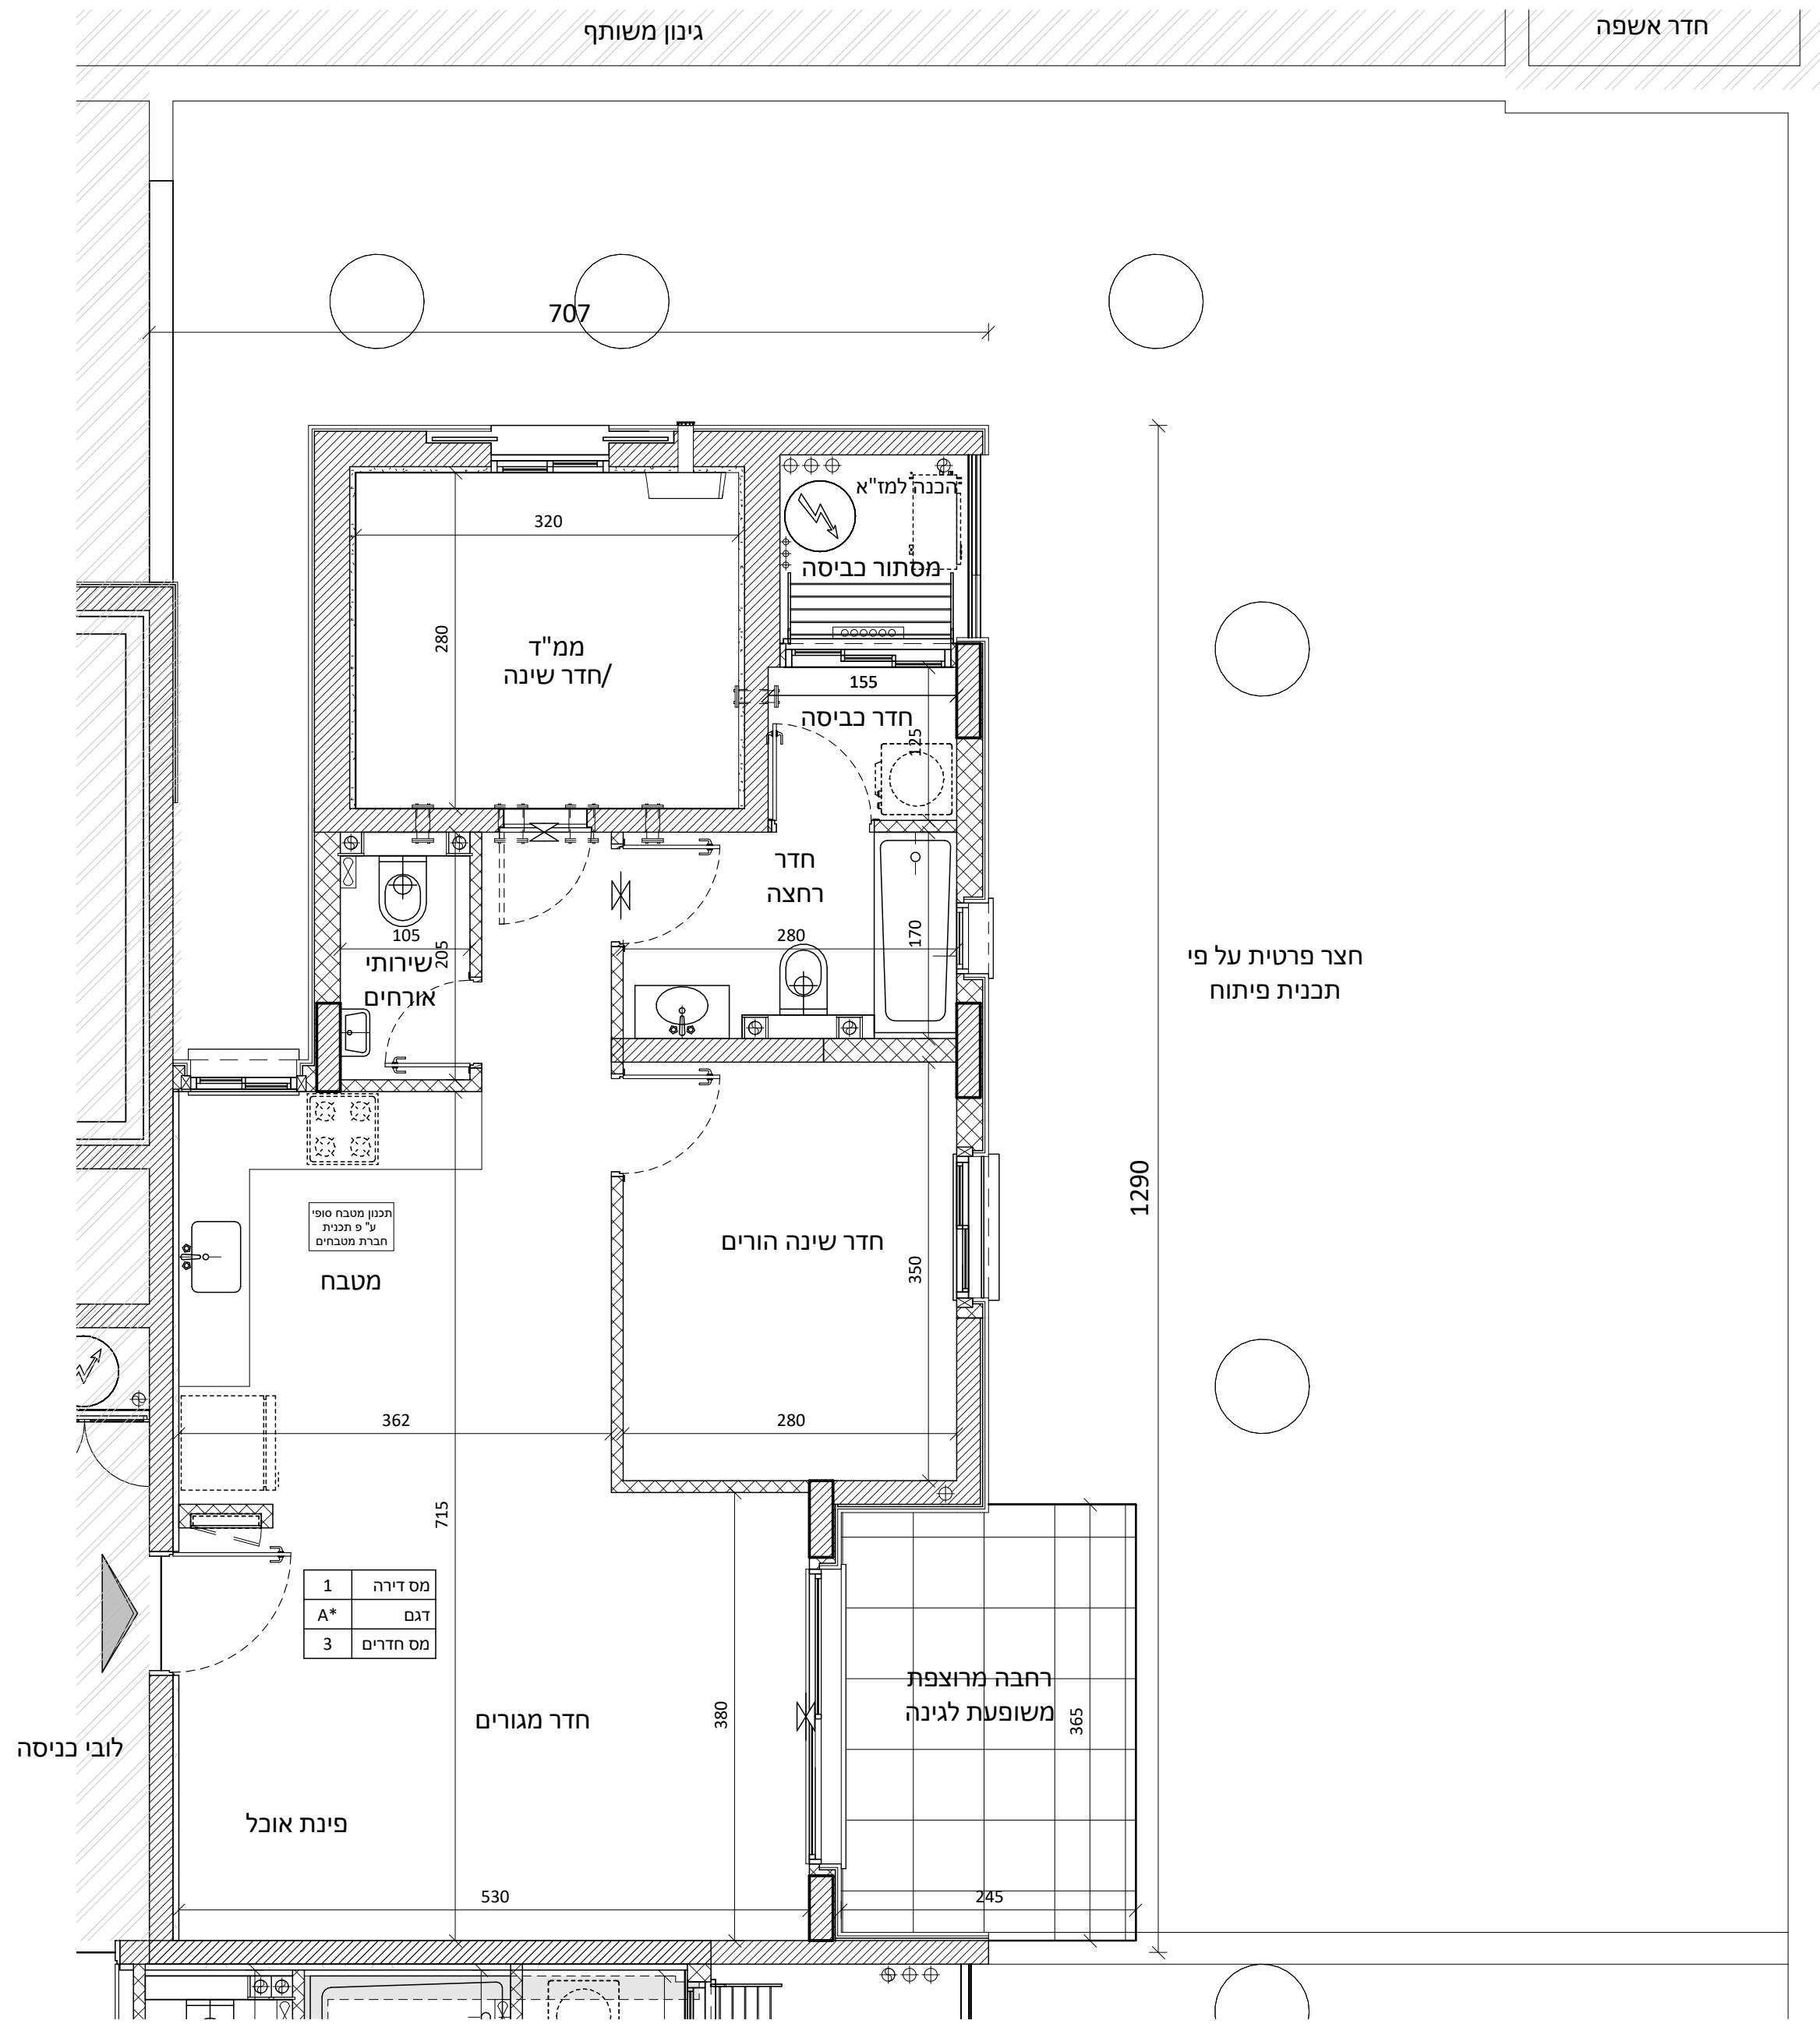 גינון משותף
חדר אשפה
707
הכנה למז"א
320
מסתור כביסה
280
ממ"ד
/חדר שינה
155
חדר כביסה
125
חדר
רחצה
105
205
280
170
שירותי
אורחים
חצר פרטית על פי
תכנית פיתוח
1290
תכנון מטבח סופי
ע"פ תכנית
חברת מטבחים
מטבח
חדר שינה הורים
350
362
280
715
מס דירה 1
דגם A*
מס חדרים 3
רחבה מרוצפת
משופעת לגינה
365
חדר מגורים
380
לובי כניסה
פינת אוכל
530
245